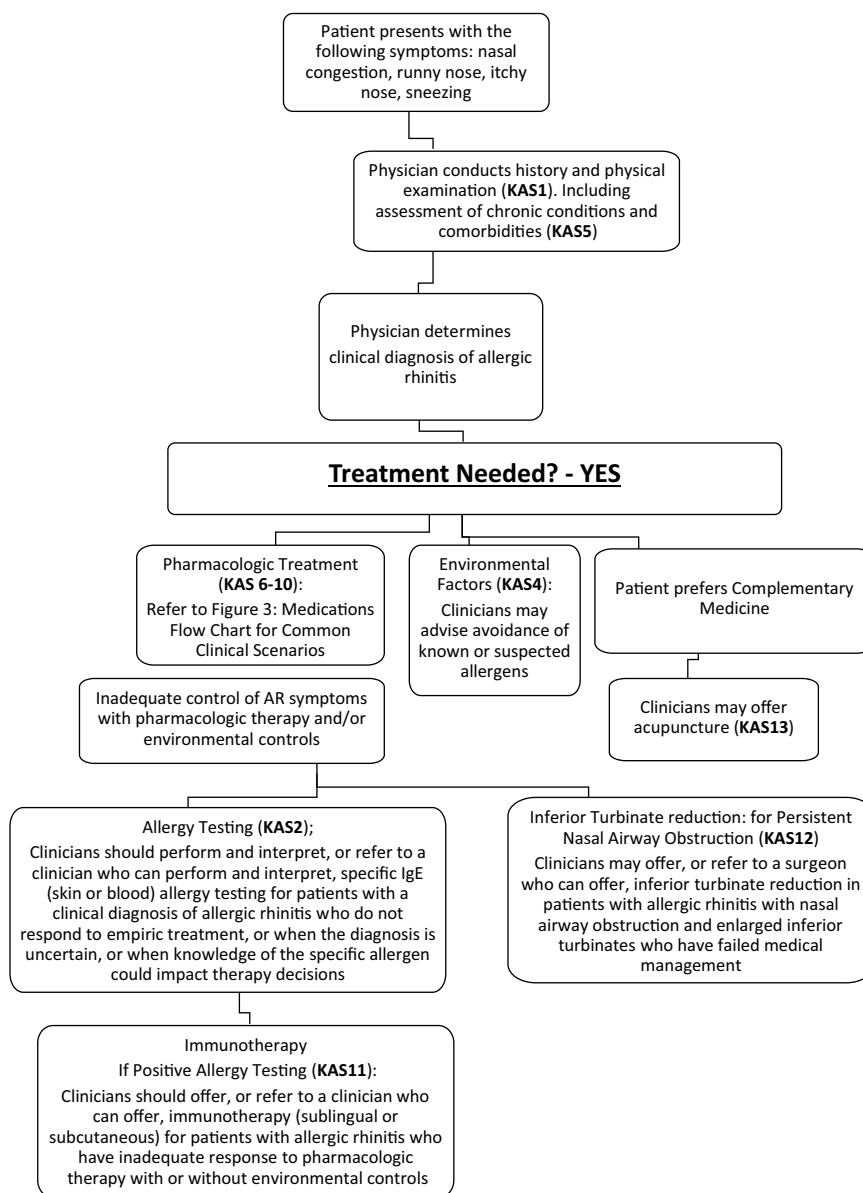 Patient presents with the
following symptoms: nasal
congestion, runny nose, itchy
nose, sneezing
Physician conducts history and physical
examination (KAS1). Including
assessment of chronic conditions and
comorbidities (KAS5)
Physician determines
clinical diagnosis of allergic
rhinitis
Treatment Needed? - YES
Pharmacologic Treatment
(KAS 6-10):
Refer to Figure 3: Medications
Flow Chart for Common
Clinical Scenarios
Environmental
Factors (KAS4):
Clinicians may
advise avoidance of
known or suspected
allergens
Patient prefers Complementary
Medicine
Inadequate control of AR symptoms
with pharmacologic therapy and/or
environmental controls
Clinicians may offer
acupuncture (KAS13)
Allergy Testing (KAS2);
Clinicians should perform and interpret, or refer to a
clinician who can perform and interpret, specific IgE
(skin or blood) allergy testing for patients with a
clinical diagnosis of allergic rhinitis who do not
respond to empiric treatment, or when the diagnosis is
uncertain, or when knowledge of the specific allergen
could impact therapy decisions
Inferior Turbinate reduction: for Persistent
Nasal Airway Obstruction (KAS12)
Clinicians may offer, or refer to a surgeon
who can offer, inferior turbinate reduction in
patients with allergic rhinitis with nasal
airway obstruction and enlarged inferior
turbinates who have failed medical
management
Immunotherapy
If Positive Allergy Testing (KAS11):
Clinicians should offer, or refer to a clinician who
can offer, immunotherapy (sublingual or
subcutaneous) for patients with allergic rhinitis who
have inadequate response to pharmacologic
therapy with or without environmental controls